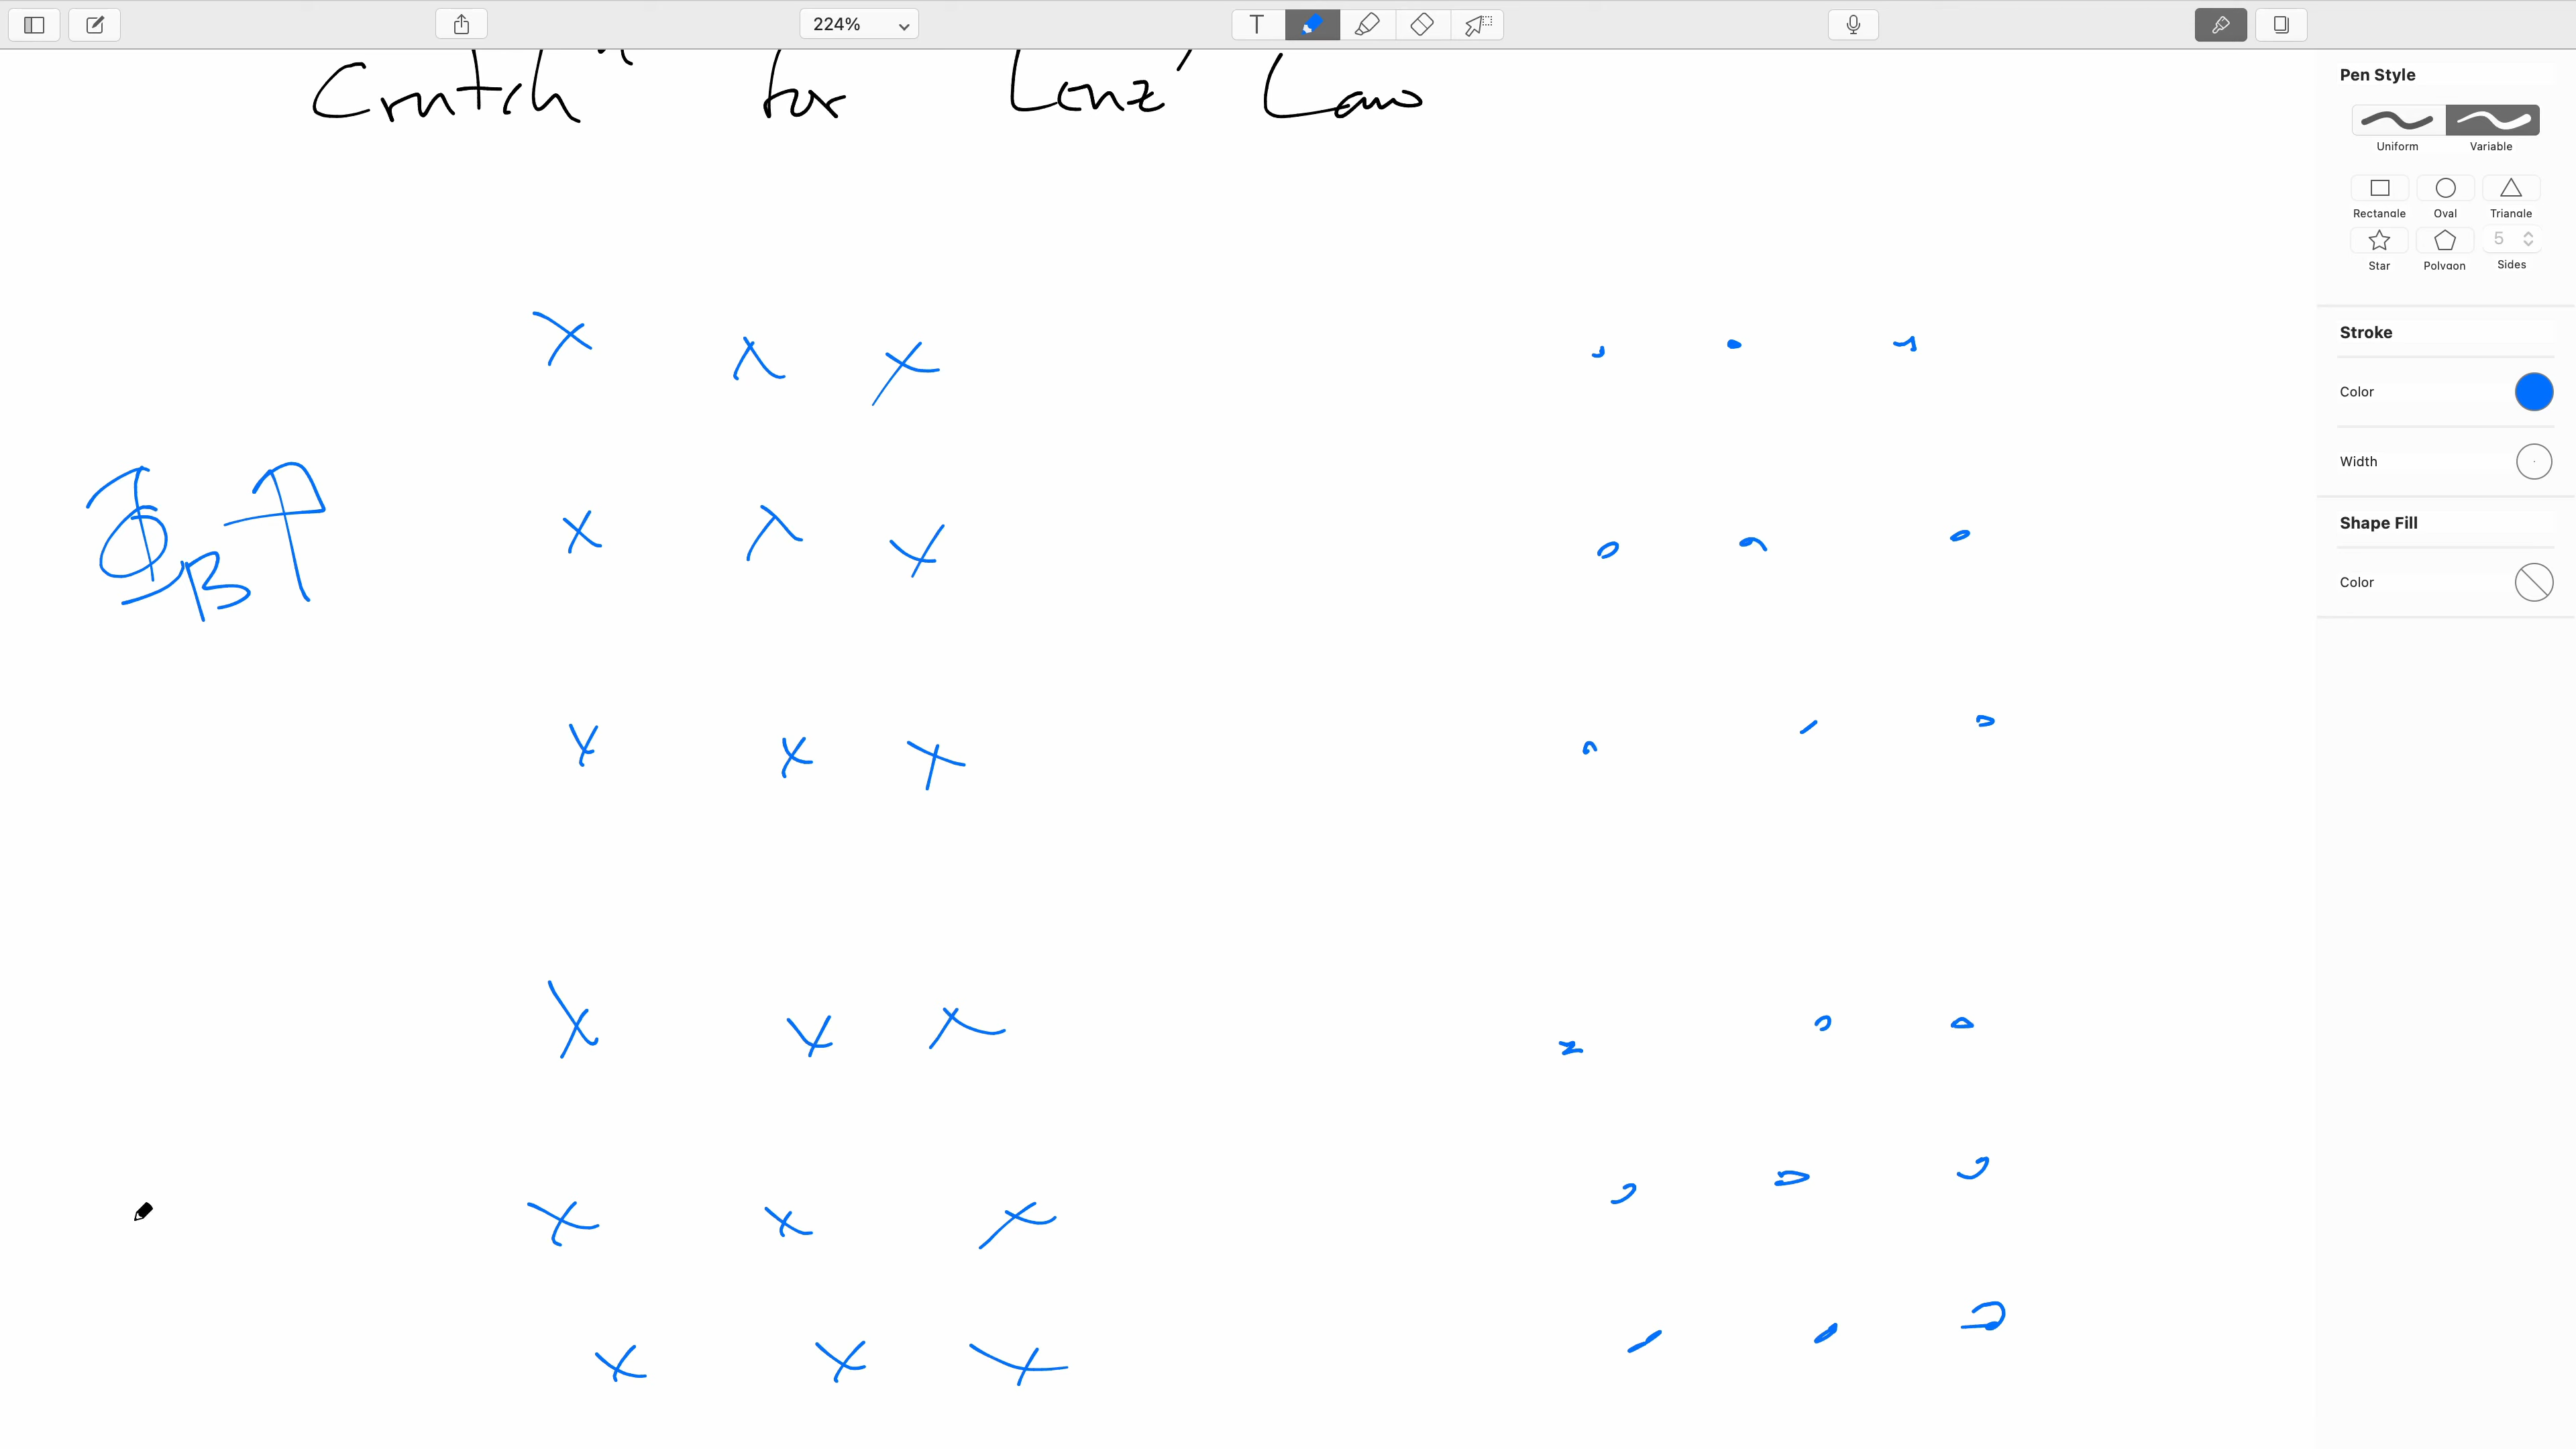 224%
T
Crutch" for Lenz' Law
Pen Style
Uniform Variable
Rectangle Oval Triangle
5
Star Polygon Sides
Stroke
Color
Width
Shape Fill
Color
x x x . . .
Φ_B ↑ x x x . . .
x x x . . .
x x x . . .
x x x . . .
x x x . . .